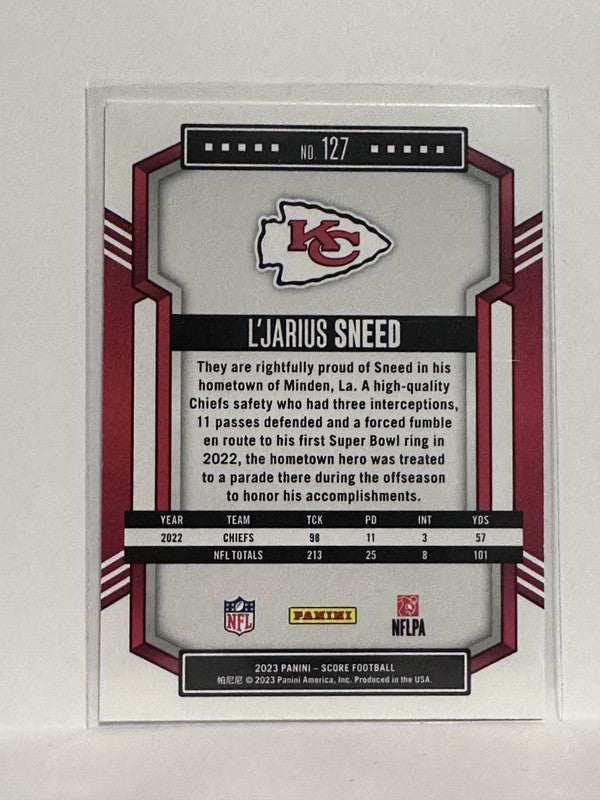 NO. 127
KC
L'JARIUS SNEED
They are rightfully proud of Sneed in his
hometown of Minden, La. A high-quality
Chiefs safety who had three interceptions,
11 passes defended and a forced fumble
en route to his first Super Bowl ring in
2022, the hometown hero was treated
to a parade there during the offseason
to honor his accomplishments.
YEAR TEAM TCK PD INT YDS
2022 CHIEFS 98 11 3 57
NFL TOTALS 213 25 8 101
NFL PANINI NFLPA
2023 PANINI – SCORE FOOTBALL
帕尼尼 © 2023 Panini America, Inc. Produced in the USA.